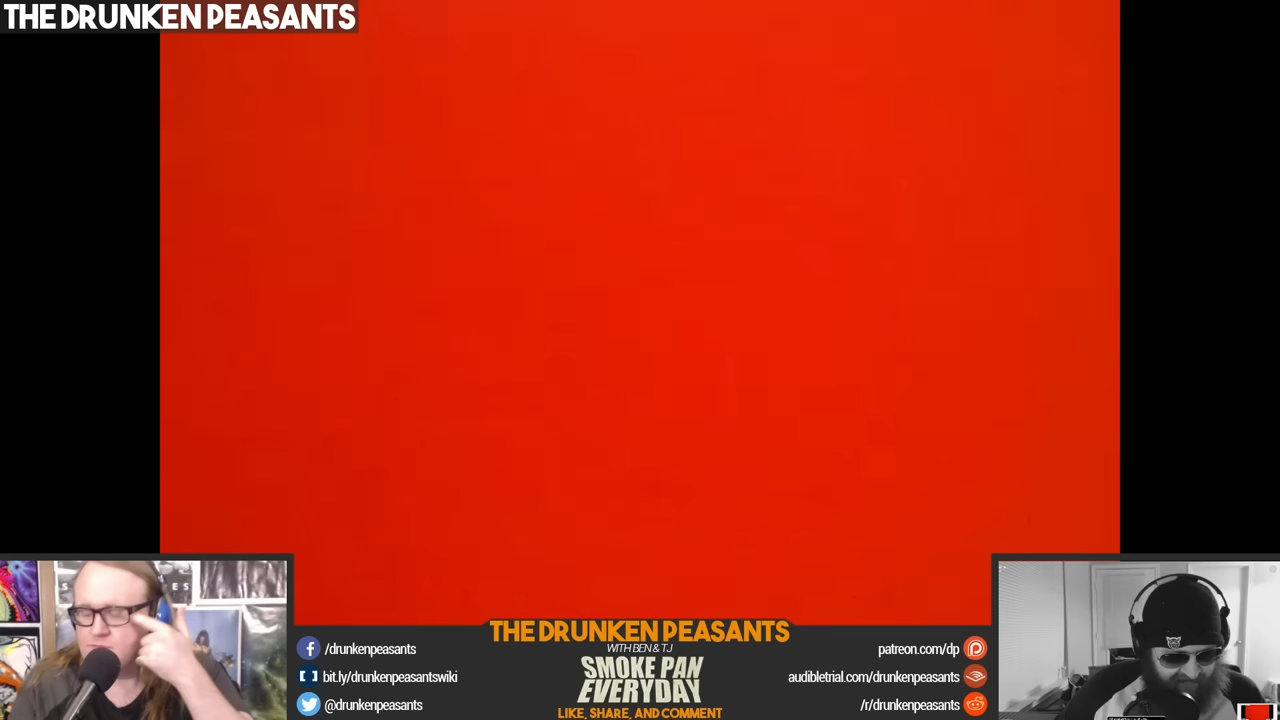 THE DRUNKEN PEASANTS
THE DRUNKEN PEASANTS
WITH BEN & TJ
SMOKE PAN
EVERYDAY
LIKE, SHARE, AND COMMENT
/drunkenpeasants
bit.ly/drunkenpeasantswiki
@drunkenpeasants
patreon.com/dp
audibletrial.com/drunkenpeasants
/r/drunkenpeasants